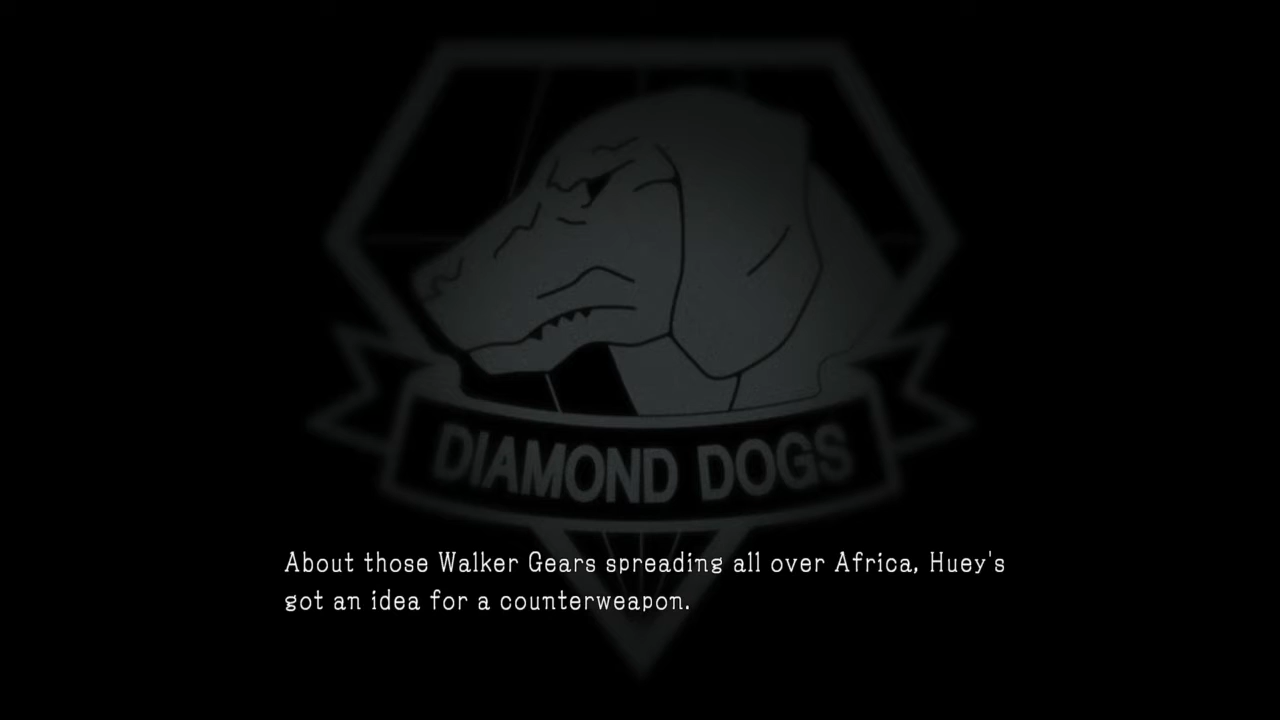 DIAMOND DOGS
About those Walker Gears spreading all over Africa, Huey's
got an idea for a counterweapon.